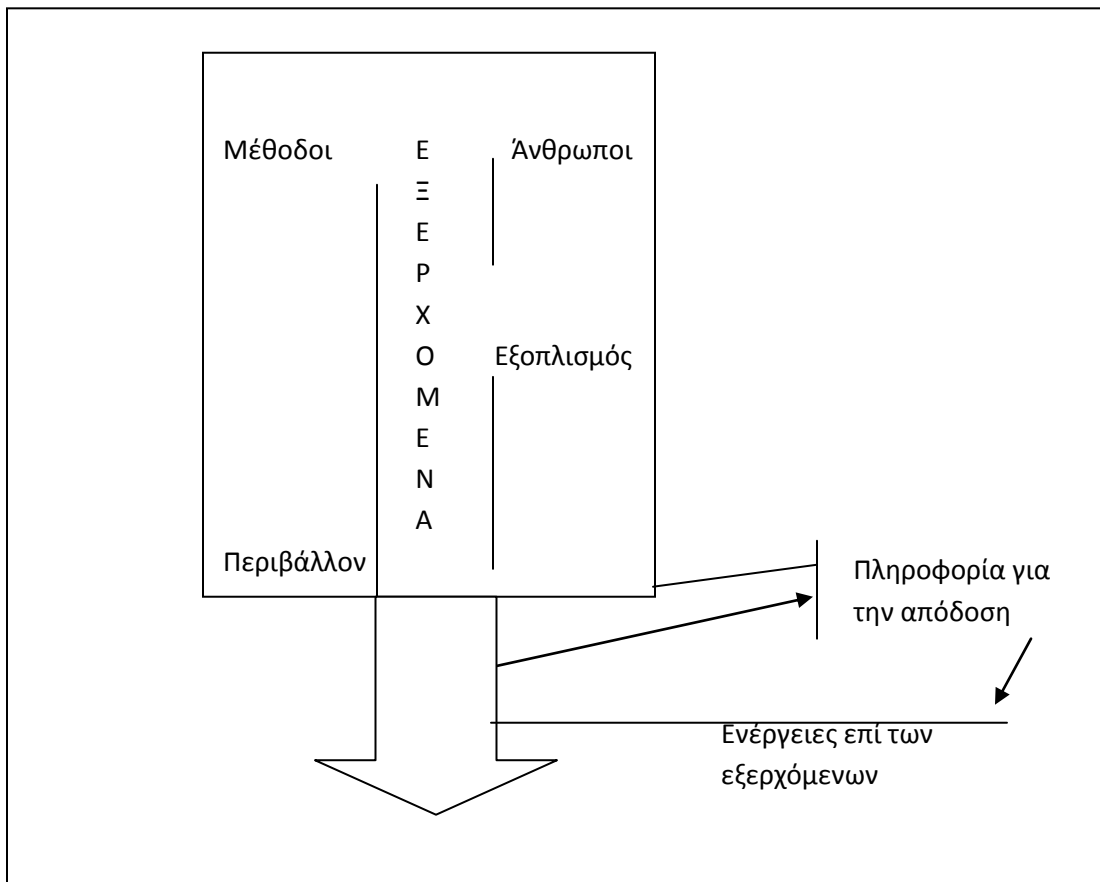 Μέθοδοι
Ε
Ξ
Ε
Ρ
Χ
Ο
Μ
Ε
Ν
Α
Άνθρωποι
Εξοπλισμός
Περιβάλλον
Πληροφορία για
την απόδοση
Ενέργειες επί των
εξερχόμενων